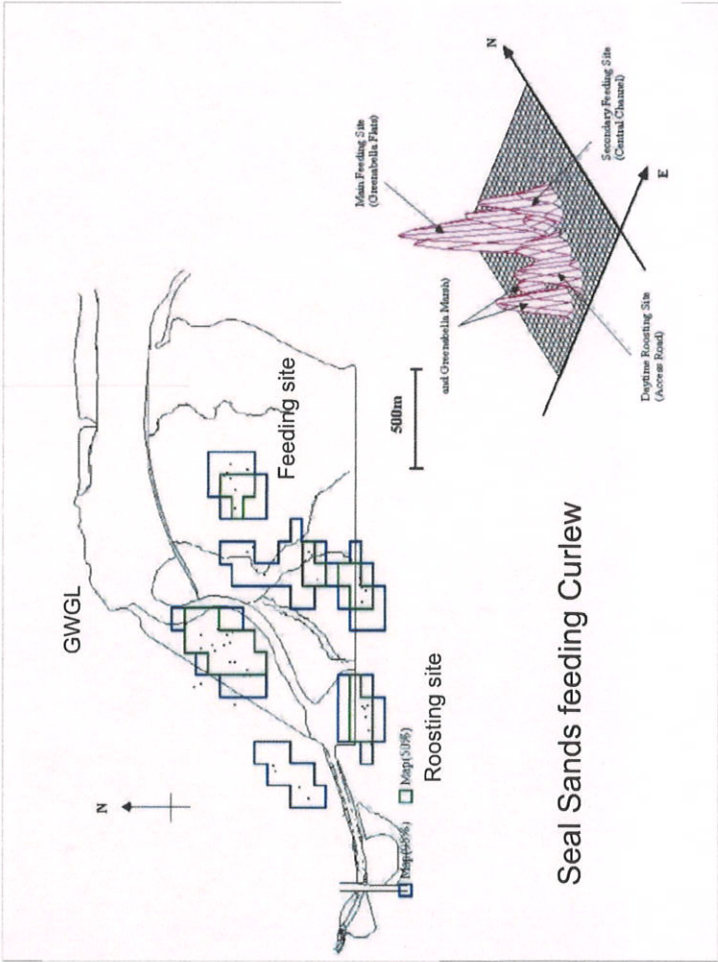 GWGL
N
Feeding site
Roosting site
Map(95%)
Map(50%)
500m
Seal Sands feeding Curlew
Main Feeding Site
(Greenabella Flats)
and Greenabella Marsh)
Daytime Roosting Site
(Access Road)
Secondary Feeding Site
(Central Channel)
N
E